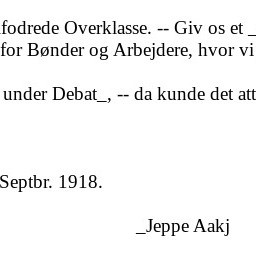 fodrede Overklasse. -- Giv os et _
for Bønder og Arbejdere, hvor vi
under Debat_, -- da kunde det att
Septbr. 1918.
_Jeppe Aakj